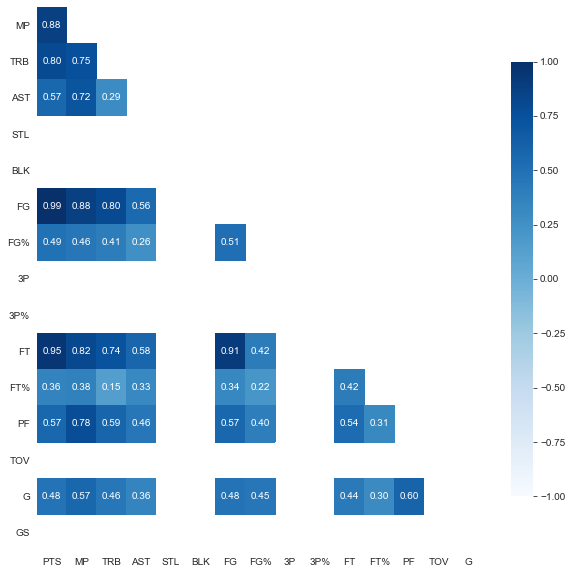 MP 0.88
TRB 0.80 0.75
1.00
AST 0.57 0.72 0.29
0.75
STL
0.50
BLK
FG 0.99 0.88 0.80 0.56
0.25
FG% 0.49 0.46 0.41 0.26 0.51
0.00
3P
3P%
−0.25
FT 0.95 0.82 0.74 0.58 0.91 0.42
FT% 0.36 0.38 0.15 0.33 0.34 0.22 0.42
−0.50
PF 0.57 0.78 0.59 0.46 0.57 0.40 0.54 0.31
−0.75
TOV
G 0.48 0.57 0.46 0.36 0.48 0.45 0.44 0.30 0.60
−1.00
GS
PTS MP TRB AST STL BLK FG FG% 3P 3P% FT FT% PF TOV G